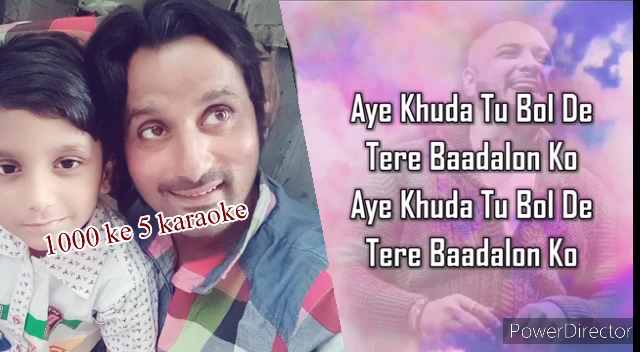 1000 ke 5 karaoke
Aye Khuda Tu Bol De
Tere Baadalon Ko
Aye Khuda Tu Bol De
Tere Baadalon Ko
PowerDirector